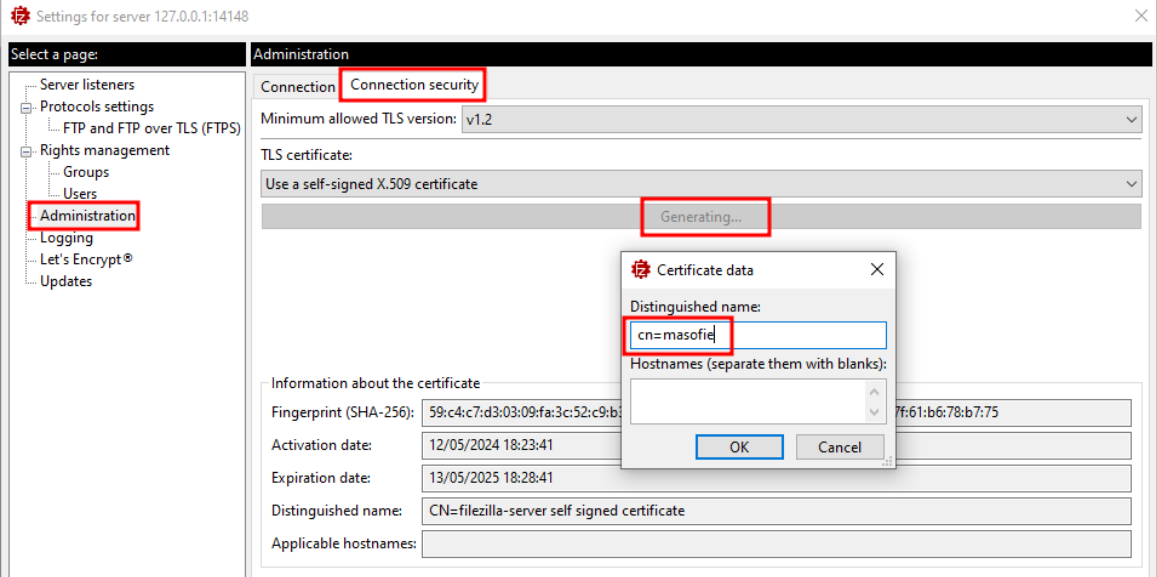 Settings for server 127.0.0.1:14148
Select a page:
Server listeners
Protocols settings
FTP and FTP over TLS (FTPS)
Rights management
Groups
Users
Administration
Logging
Let's Encrypt®
Updates
Administration
Connection
Connection security
Minimum allowed TLS version: v1.2
TLS certificate:
Use a self-signed X.509 certificate
Generating...
Certificate data
Distinguished name:
cn=masofie
Hostnames (separate them with blanks):
OK Cancel
Information about the certificate
Fingerprint (SHA-256): 59:c4:c7:d3:03:09:fa:3c:52:c9: 7f:61:b6:78:b7:75
Activation date: 12/05/2024 18:23:41
Expiration date: 13/05/2025 18:28:41
Distinguished name: CN=filezilla-server self signed certificate
Applicable hostnames: